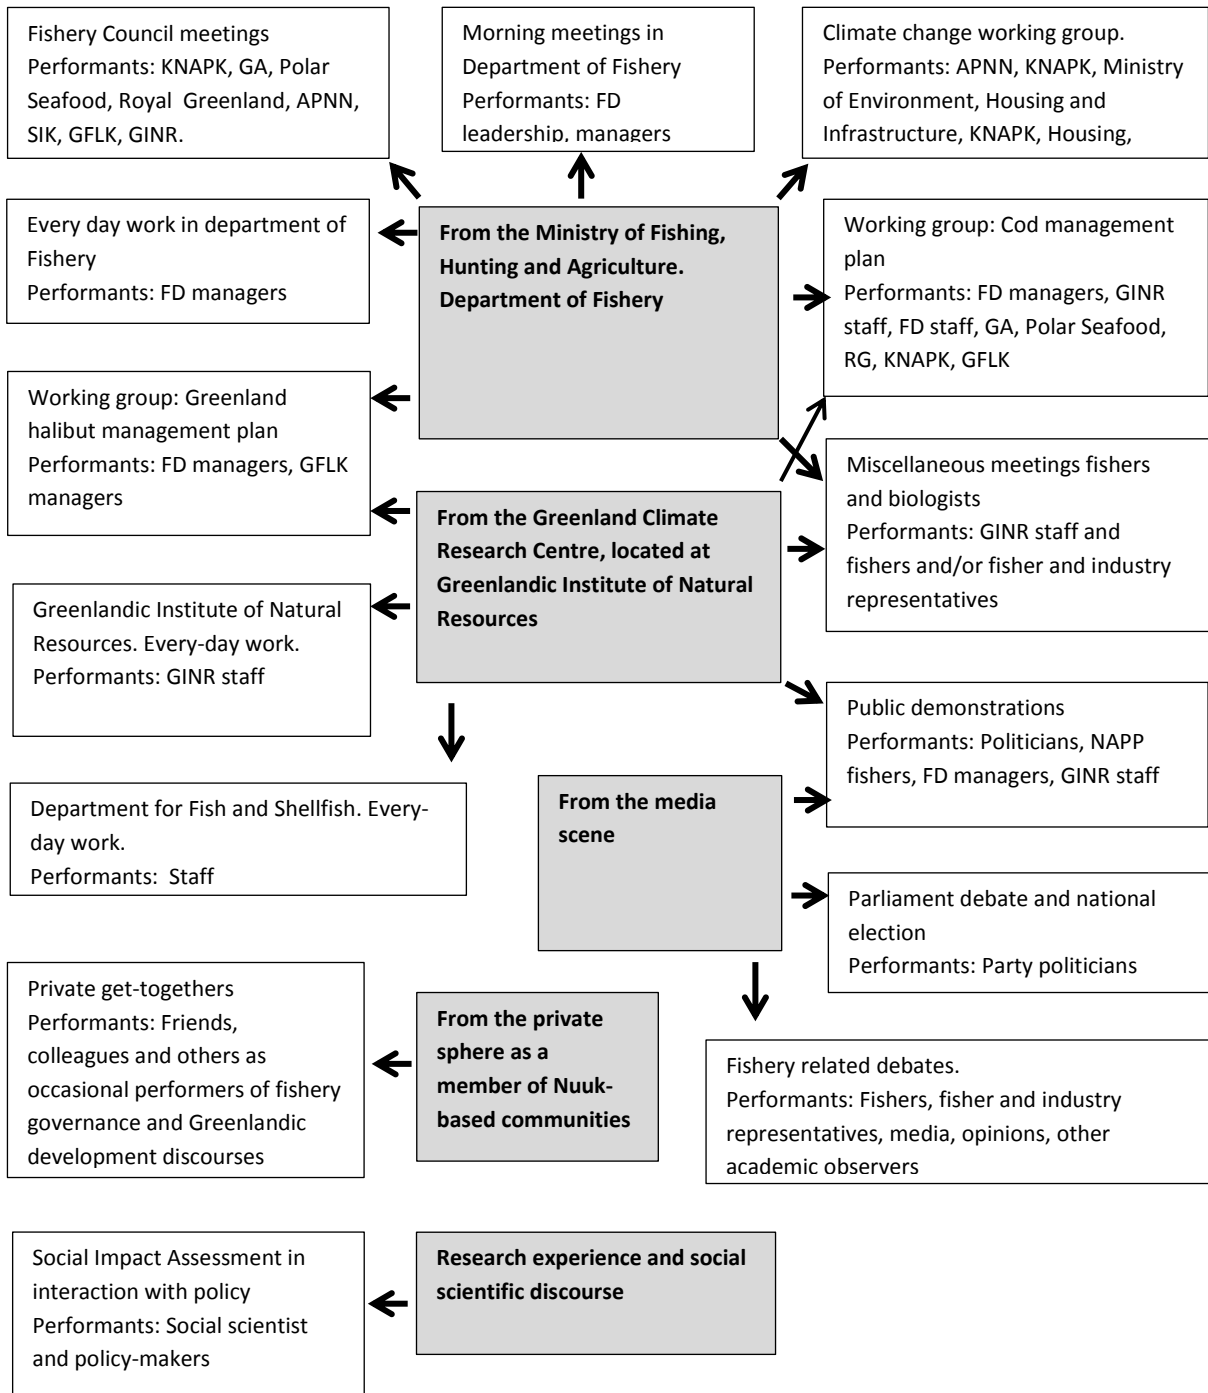 Fishery Council meetings
Performants: KNAPK, GA, Polar
Seafood, Royal Greenland, APNN,
SIK, GFLK, GINR.
Morning meetings in
Department of Fishery
Performants: FD
leadership, managers
Climate change working group.
Performants: APNN, KNAPK, Ministry
of Environment, Housing and
Infrastructure, KNAPK, Housing,
Every day work in department of
Fishery
Performants: FD managers
From the Ministry of Fishing,
Hunting and Agriculture.
Department of Fishery
Working group: Cod management
plan
Performants: FD managers, GINR
staff, FD staff, GA, Polar Seafood,
RG, KNAPK, GFLK
Working group: Greenland
halibut management plan
Performants: FD managers, GFLK
managers
Miscellaneous meetings fishers
and biologists
Performants: GINR staff and
fishers and/or fisher and industry
representatives
From the Greenland Climate
Research Centre, located at
Greenlandic Institute of Natural
Resources
Greenlandic Institute of Natural
Resources. Every-day work.
Performants: GINR staff
Public demonstrations
Performants: Politicians, NAPP
fishers, FD managers, GINR staff
Department for Fish and Shellfish. Every-
day work.
Performants: Staff
From the media
scene
Parliament debate and national
election
Performants: Party politicians
Private get-togethers
Performants: Friends,
colleagues and others as
occasional performers of fishery
governance and Greenlandic
development discourses
From the private
sphere as a
member of Nuuk-
based communities
Fishery related debates.
Performants: Fishers, fisher and industry
representatives, media, opinions, other
academic observers
Social Impact Assessment in
interaction with policy
Performants: Social scientist
and policy-makers
Research experience and social
scientific discourse